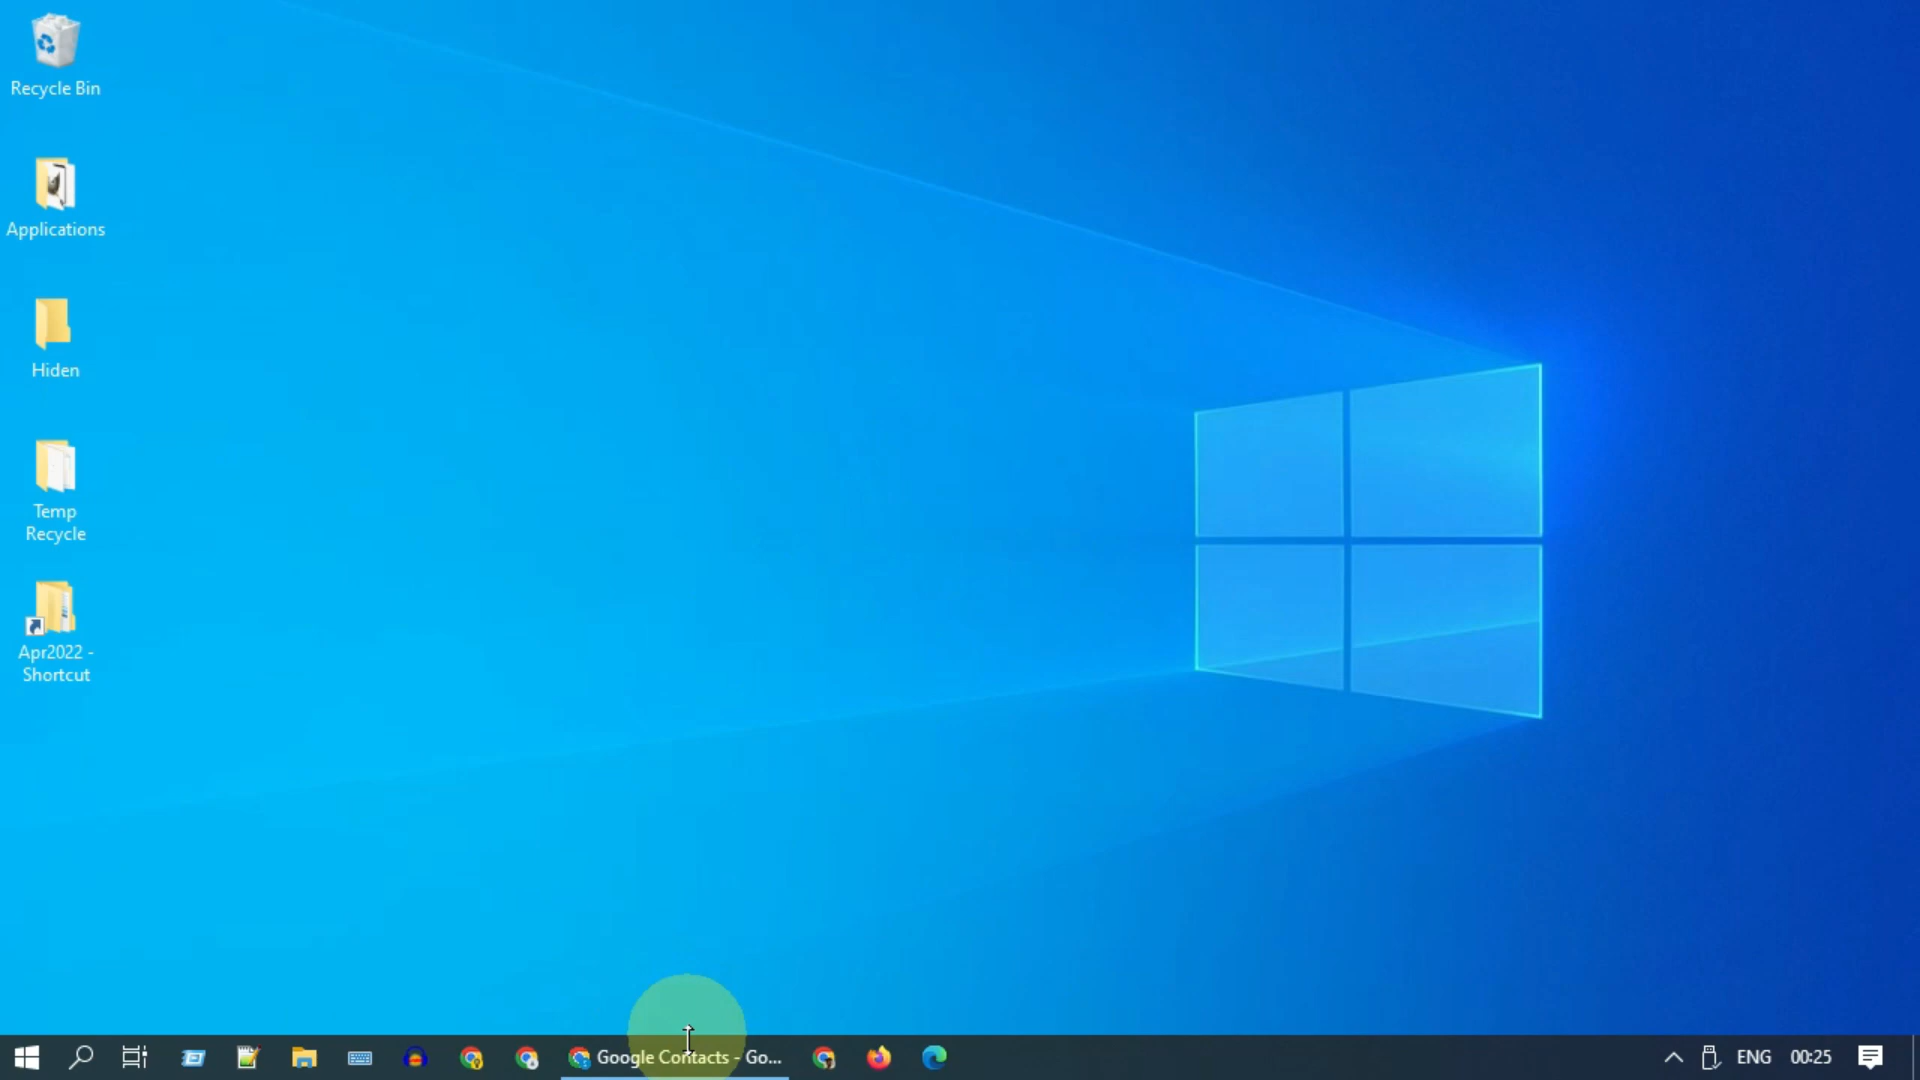 Recycle Bin
Applications
Hiden
Temp
Recycle
Apr2022 -
Shortcut
Google Contacts - Go...
ENG
00:25